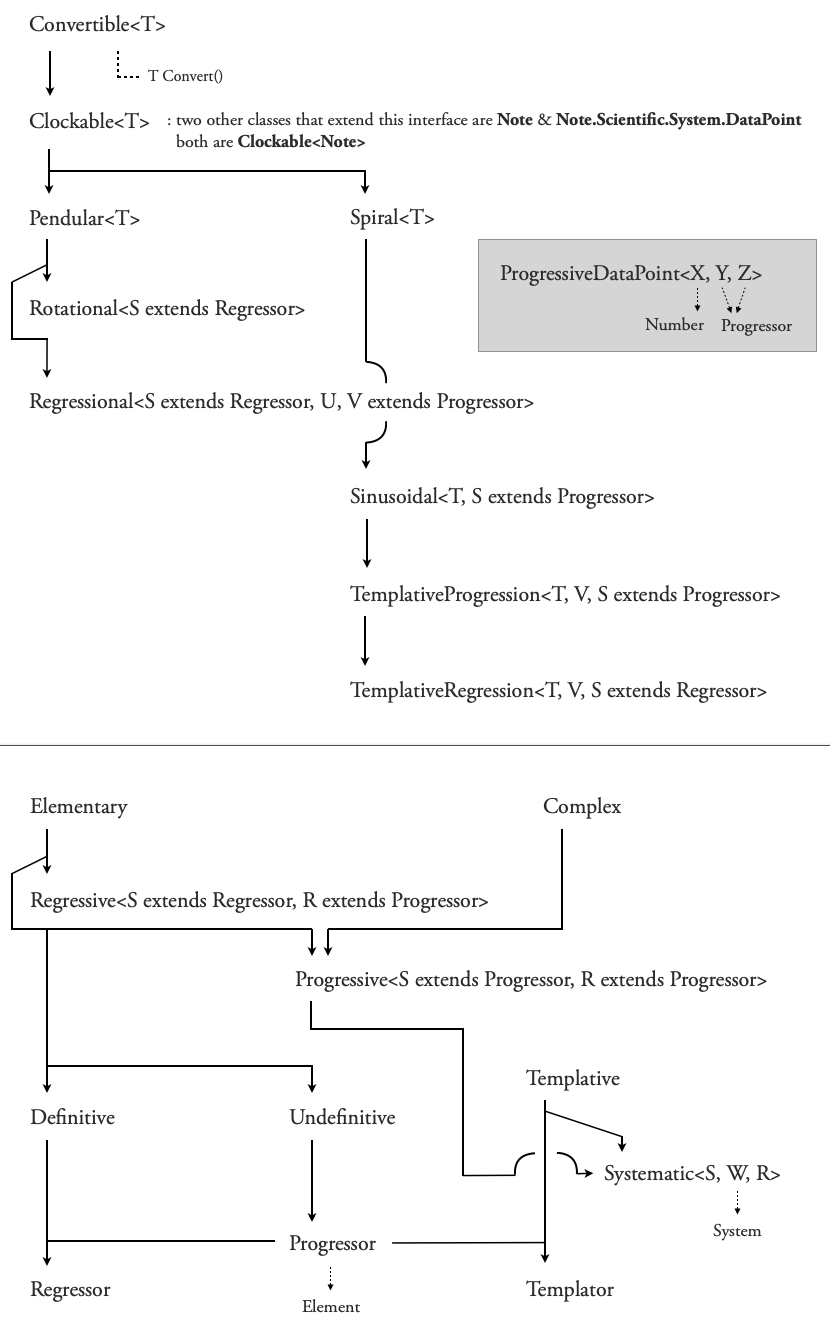 Convertible<T>
T Convert()
Clockable<T> : two other classes that extend this interface are Note & Note.Scientific.System.DataPoint
both are Clockable<Note>
Pendular<T>
Spiral<T>
ProgressiveDataPoint<X, Y, Z>
Number
Progressor
Rotational<S extends Regressor>
Regressional<S extends Regressor, U, V extends Progressor>
Sinusoidal<T, S extends Progressor>
TemplativeProgression<T, V, S extends Progressor>
TemplativeRegression<T, V, S extends Regressor>
Elementary
Complex
Regressive<S extends Regressor, R extends Progressor>
Progressive<S extends Progressor, R extends Progressor>
Templative
Definitive
Undefinitive
Systematic<S, W, R>
System
Progressor
Regressor
Element
Templator